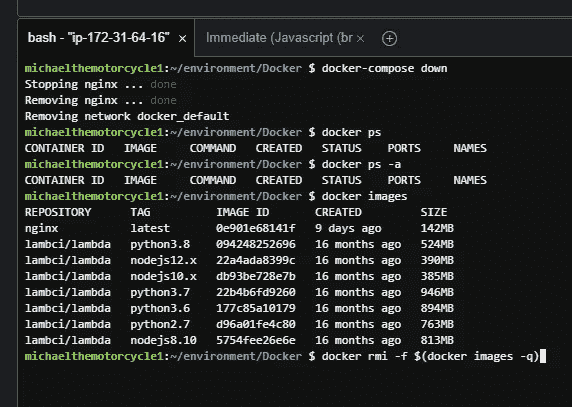 bash - "ip-172-31-64-16" × Immediate (Javascript (br ×
michaelthemotorcycle1:~/environment/Docker $ docker-compose down
Stopping nginx ... done
Removing nginx ... done
Removing network docker_default
michaelthemotorcycle1:~/environment/Docker $ docker ps
CONTAINER ID IMAGE COMMAND CREATED STATUS PORTS NAMES
michaelthemotorcycle1:~/environment/Docker $ docker ps -a
CONTAINER ID IMAGE COMMAND CREATED STATUS PORTS NAMES
michaelthemotorcycle1:~/environment/Docker $ docker images
REPOSITORY TAG IMAGE ID CREATED SIZE
nginx latest 0e901e68141f 9 days ago 142MB
lambci/lambda python3.8 094248252696 16 months ago 524MB
lambci/lambda nodejs12.x 22a4ada8399c 16 months ago 390MB
lambci/lambda nodejs10.x db93be728e7b 16 months ago 385MB
lambci/lambda python3.7 22b4b6fd9260 16 months ago 946MB
lambci/lambda python3.6 177c85a10179 16 months ago 894MB
lambci/lambda python2.7 d96a01fe4c80 16 months ago 763MB
lambci/lambda nodejs8.10 5754fee26e6e 16 months ago 813MB
michaelthemotorcycle1:~/environment/Docker $ docker rmi -f $(docker images -q)